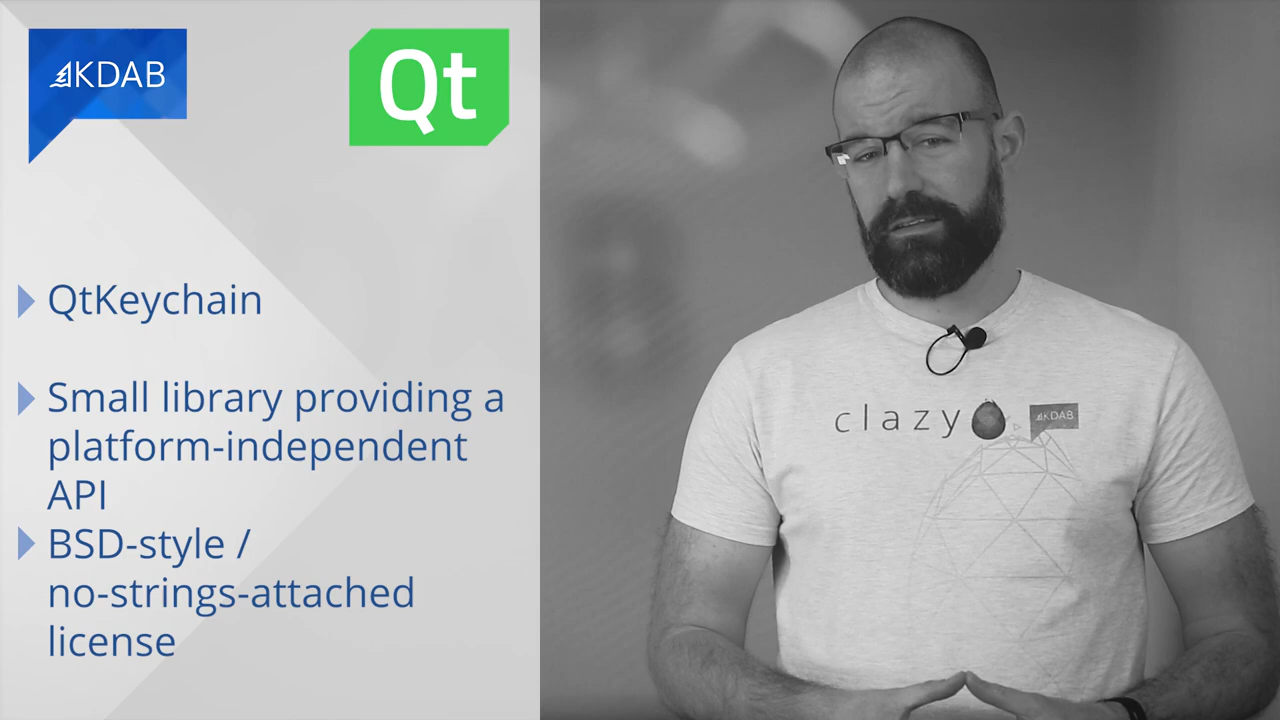 KDAB
Qt
QtKeychain
Small library providing a
platform-independent
API
BSD-style /
no-strings-attached
license
clazy
KDAB